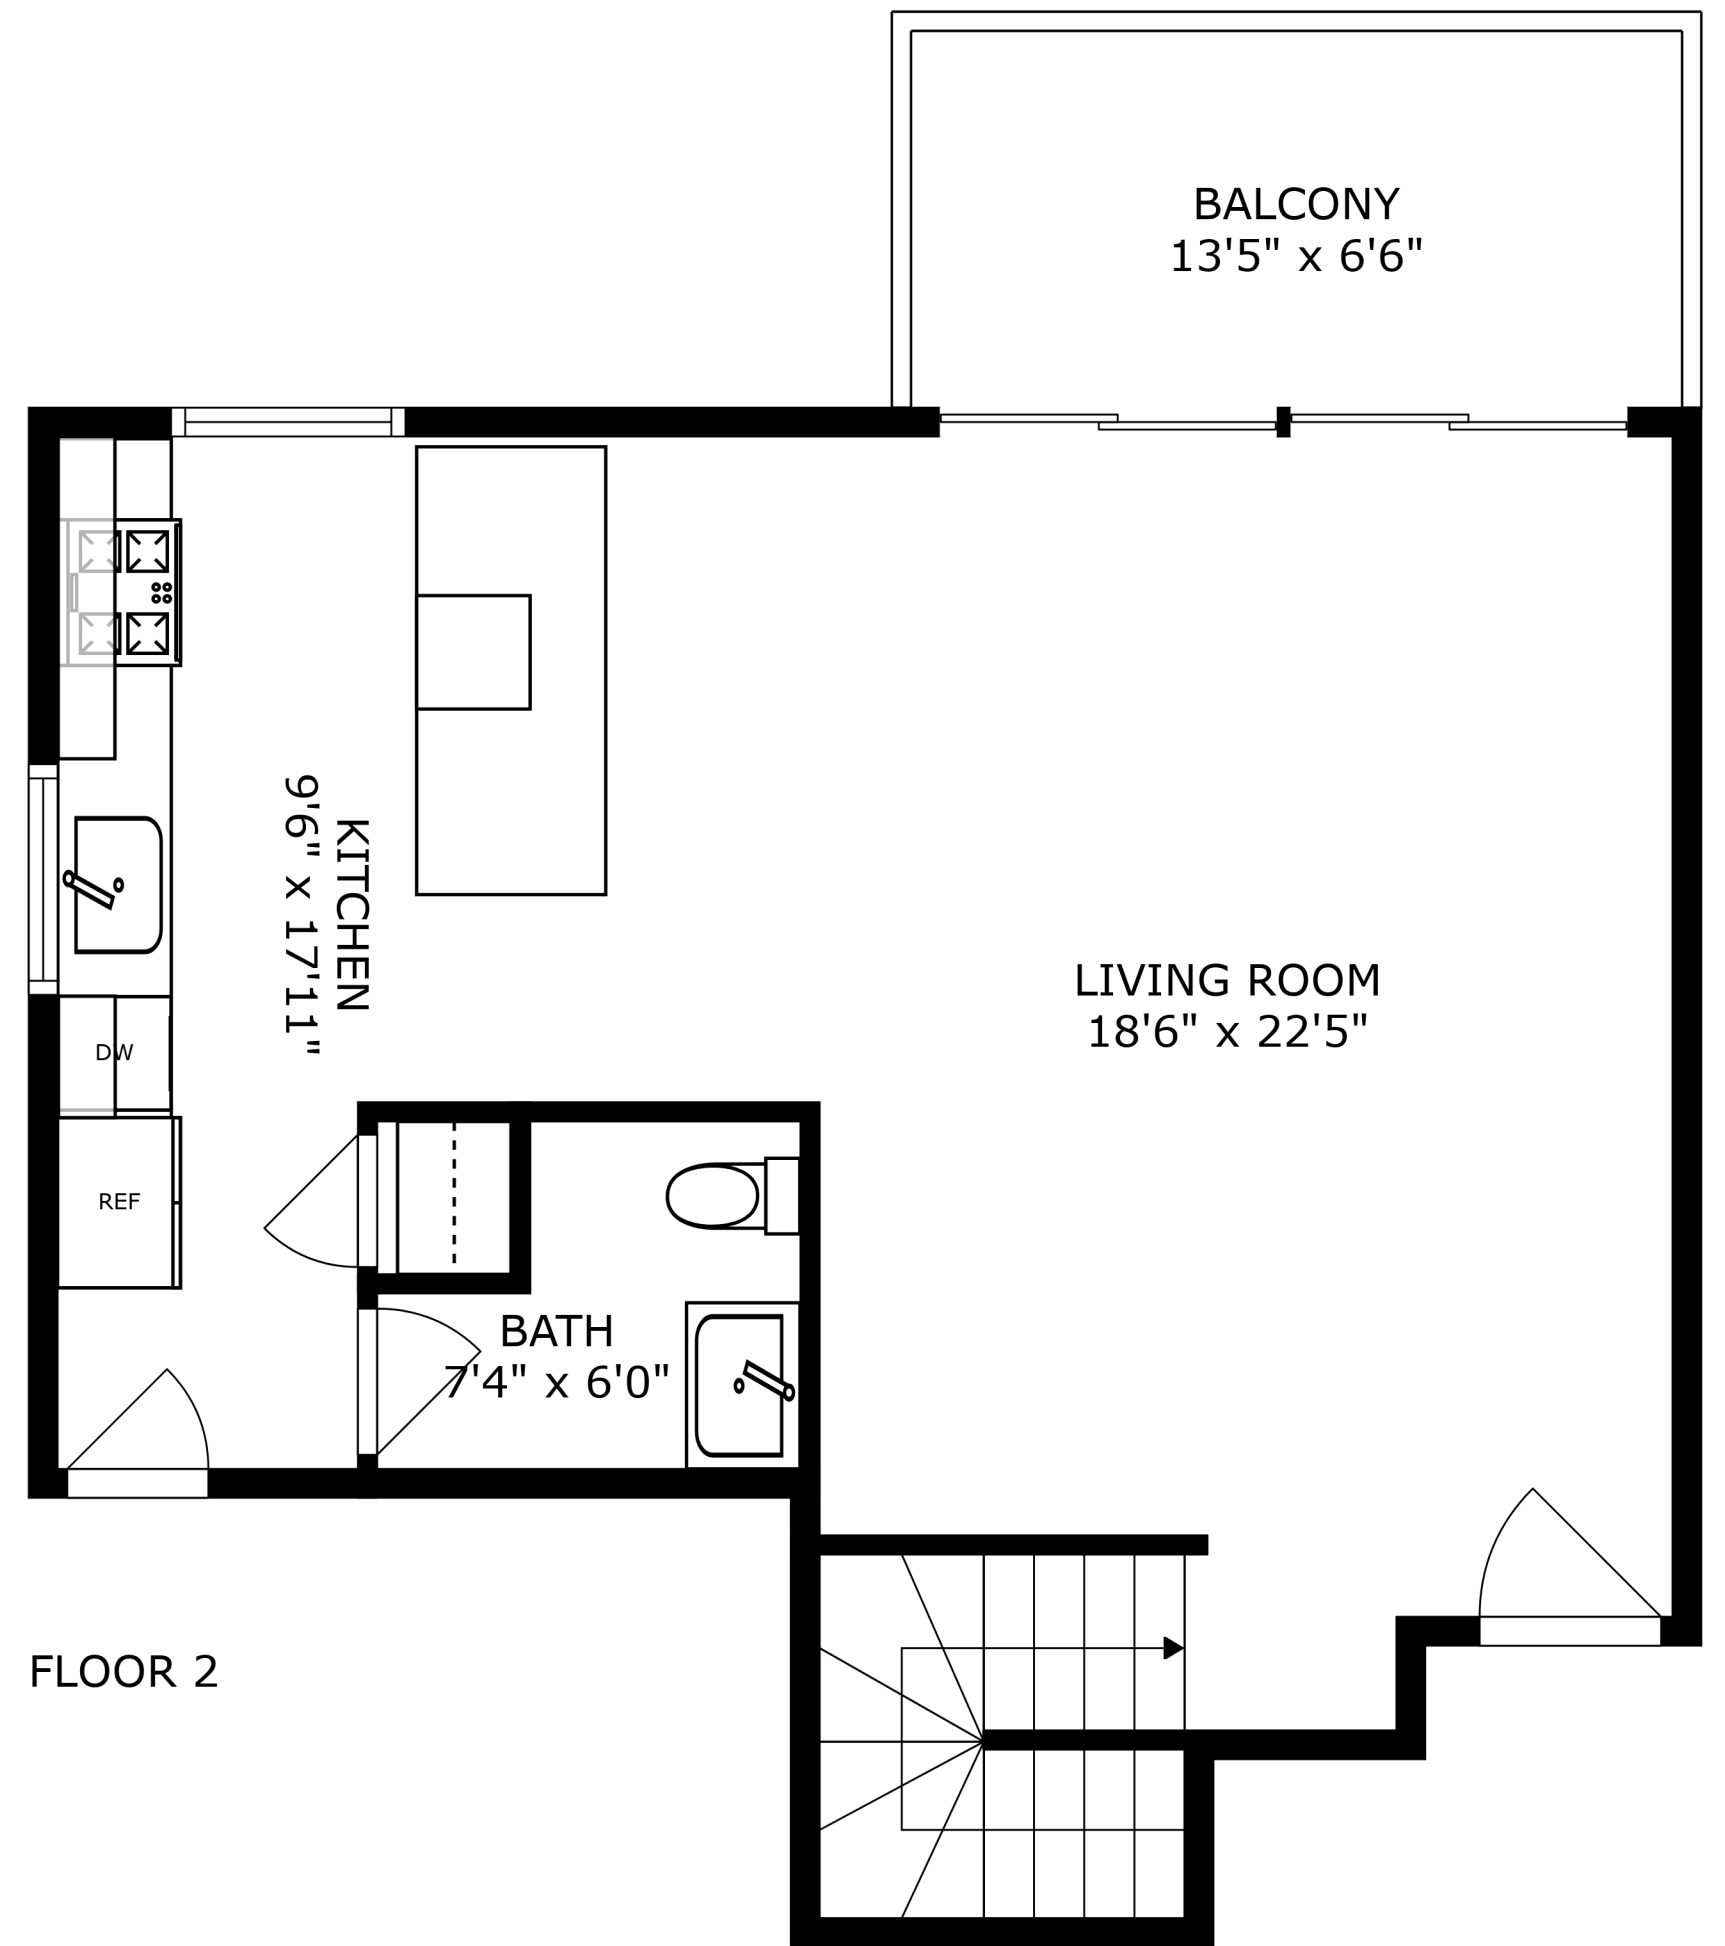 BALCONY
13'5" x 6'6"
KITCHEN
9'6" x 17'11"
LIVING ROOM
18'6" x 22'5"
DW
REF
BATH
7'4" x 6'0"
FLOOR 2